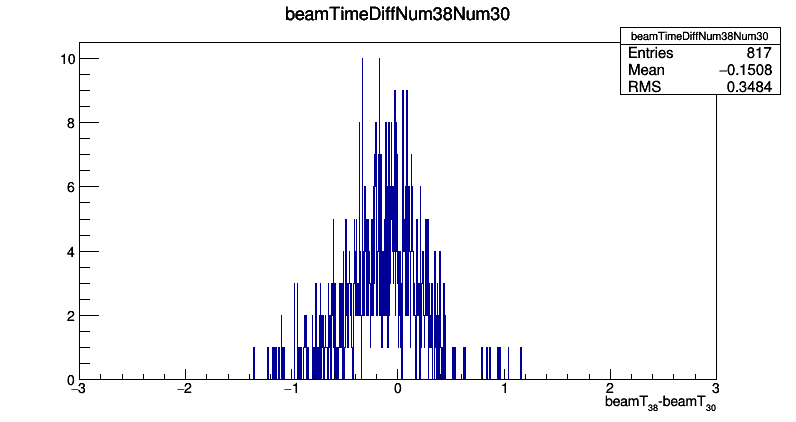 beamTimeDiffNum38Num30
beamTimeDiffNum38Num30
Entries 817
Mean −0.1508
RMS 0.3484
10
8
6
4
2
0
−3 −2 −1 0 1 2 3
beamT38-beamT30